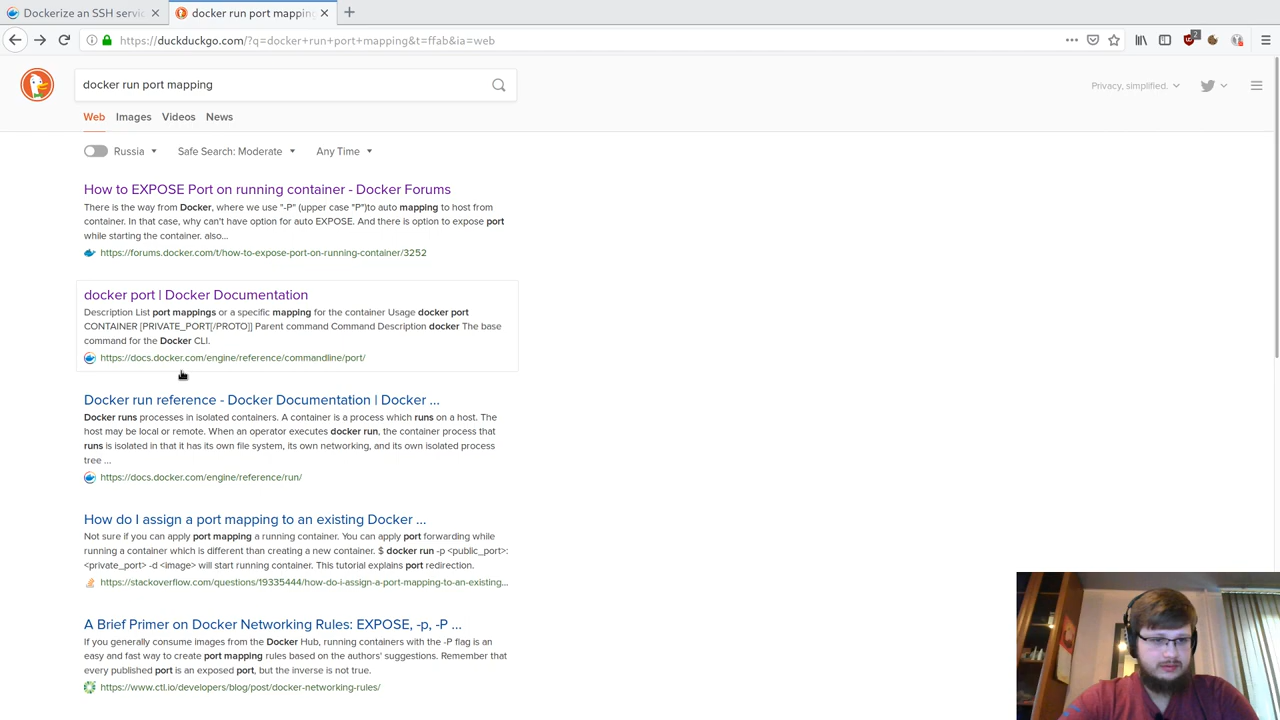 Dockerize an SSH servic
docker run port mapping
https://duckduckgo.com/?q=docker+run+port+mapping&t=ffab&ia=web
2
docker run port mapping
Privacy, simplified.
Web Images Videos News
Russia Safe Search: Moderate Any Time
How to EXPOSE Port on running container - Docker Forums
There is the way from Docker, where we use "-P" (upper case "P")to auto mapping to host from
container. In that case, why can't have option for auto EXPOSE. And there is option to expose port
while starting the container. also...
https://forums.docker.com/t/how-to-expose-port-on-running-container/3252
docker port | Docker Documentation
Description List port mappings or a specific mapping for the container Usage docker port
CONTAINER [PRIVATE_PORT[/PROTO]] Parent command Command Description docker The base
command for the Docker CLI.
https://docs.docker.com/engine/reference/commandline/port/
Docker run reference - Docker Documentation | Docker ...
Docker runs processes in isolated containers. A container is a process which runs on a host. The
host may be local or remote. When an operator executes docker run, the container process that
runs is isolated in that it has its own file system, its own networking, and its own isolated process
tree ...
https://docs.docker.com/engine/reference/run/
How do I assign a port mapping to an existing Docker ...
Not sure if you can apply port mapping a running container. You can apply port forwarding while
running a container which is different than creating a new container. $ docker run -p <public_port>:
<private_port> -d <image> will start running container. This tutorial explains port redirection.
https://stackoverflow.com/questions/19335444/how-do-i-assign-a-port-mapping-to-an-existing...
A Brief Primer on Docker Networking Rules: EXPOSE, -p, -P ...
If you generally consume images from the Docker Hub, running containers with the -P flag is an
easy and fast way to create port mapping rules based on the authors' suggestions. Remember that
every published port is an exposed port, but the inverse is not true.
https://www.ctl.io/developers/blog/post/docker-networking-rules/